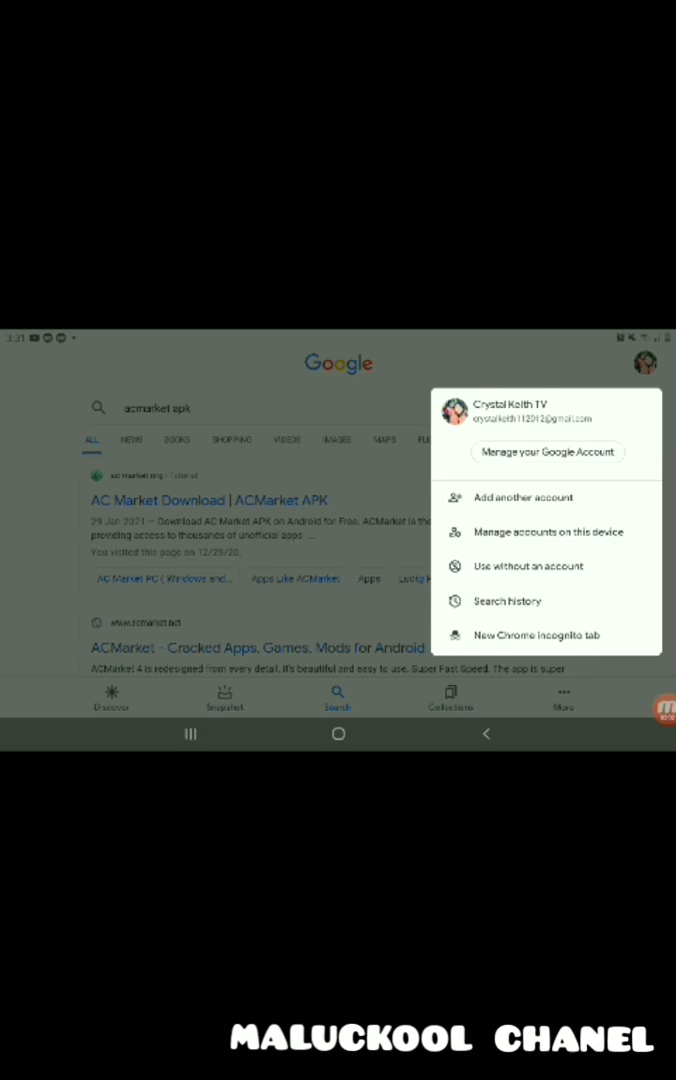 3:31
Google
acmarket apk
ALL NEWS BOOKS SHOPPING VIDEOS IMAGES MAPS
AC Market Download | ACMarket APK
29 Jan 2021 — Download AC Market APK on Android for Free. ACMarket is the
providing access to thousands of unofficial apps ...
You visited this page on 12/29/20.
AC Market PC ( Windows and... Apps Like ACMarket Apps Lucky
www.acmarket.net
ACMarket - Cracked Apps, Games, Mods for Android
ACMarket 4 is redesigned from every detail, it's beautiful and easy to use. Super Fast Speed. The app is super
Crystal Keith TV
crystalkeith112012@gmail.com
Manage your Google Account
Add another account
Manage accounts on this device
Use without an account
Search history
New Chrome incognito tab
Discover Snapshot Search Collections More
MALUCKOOL CHANEL